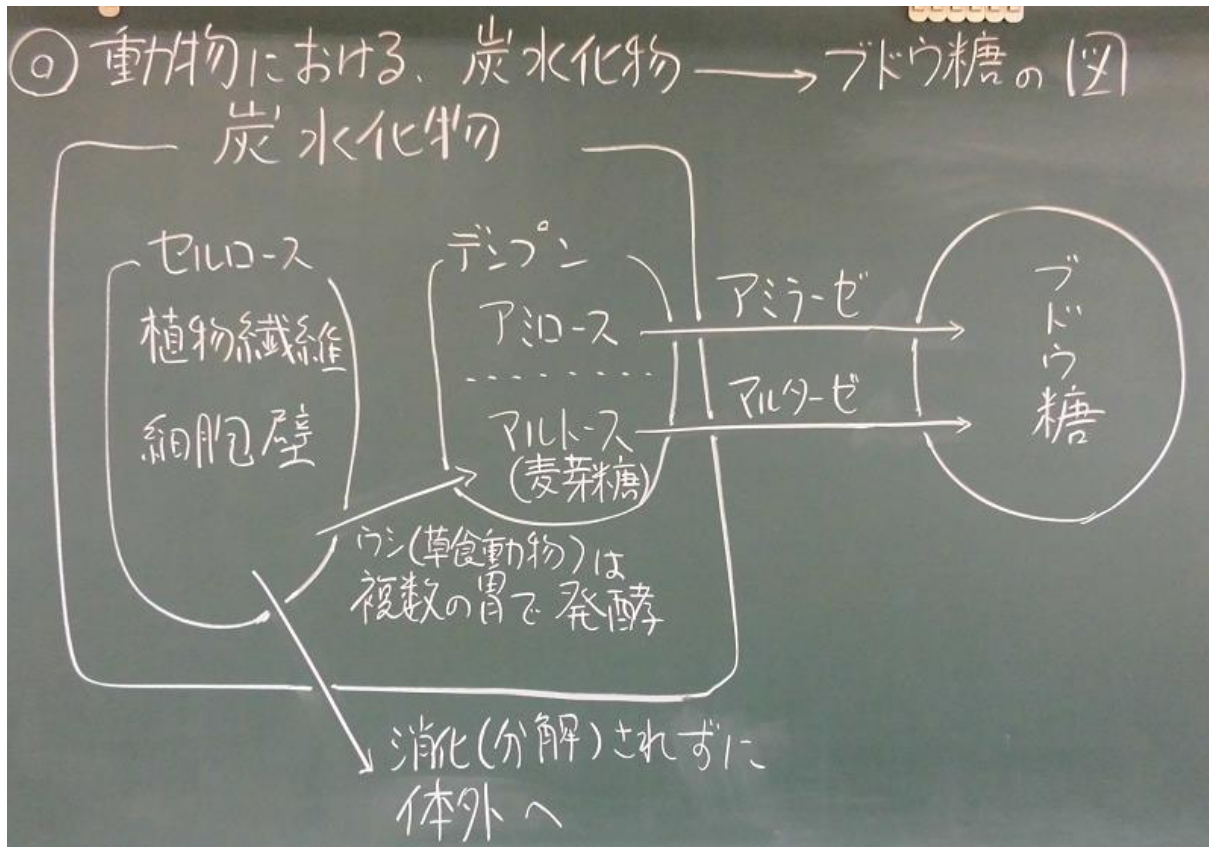 ⓐ 動物における、炭水化物 → ブドウ糖の図
炭水化物
セルロース
植物繊維
細胞壁
デンプン
アミロース
マルトース
(麦芽糖)
アミラーゼ
マルターゼ
ブドウ糖
ウシ(草食動物)は
複数の胃で発酵
消化(分解)されずに
体外へ